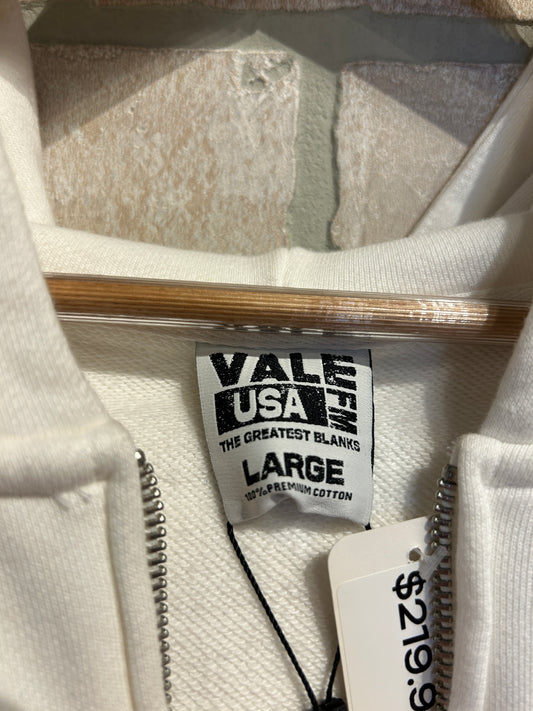 VALE
FM
USA
THE GREATEST BLANKS
LARGE
100% PREMIUM COTTON
$219.9